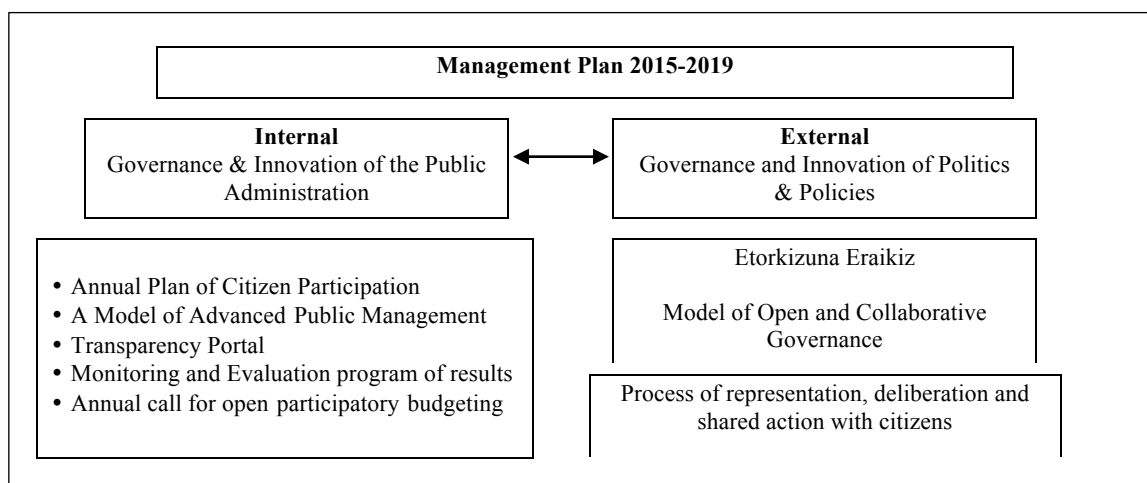 Management Plan 2015-2019
Internal
Governance & Innovation of the Public
Administration
External
Governance and Innovation of Politics
& Policies
• Annual Plan of Citizen Participation
• A Model of Advanced Public Management
• Transparency Portal
• Monitoring and Evaluation program of results
• Annual call for open participatory budgeting
Etorkizuna Eraikiz
Model of Open and Collaborative
Governance
Process of representation, deliberation and
shared action with citizens